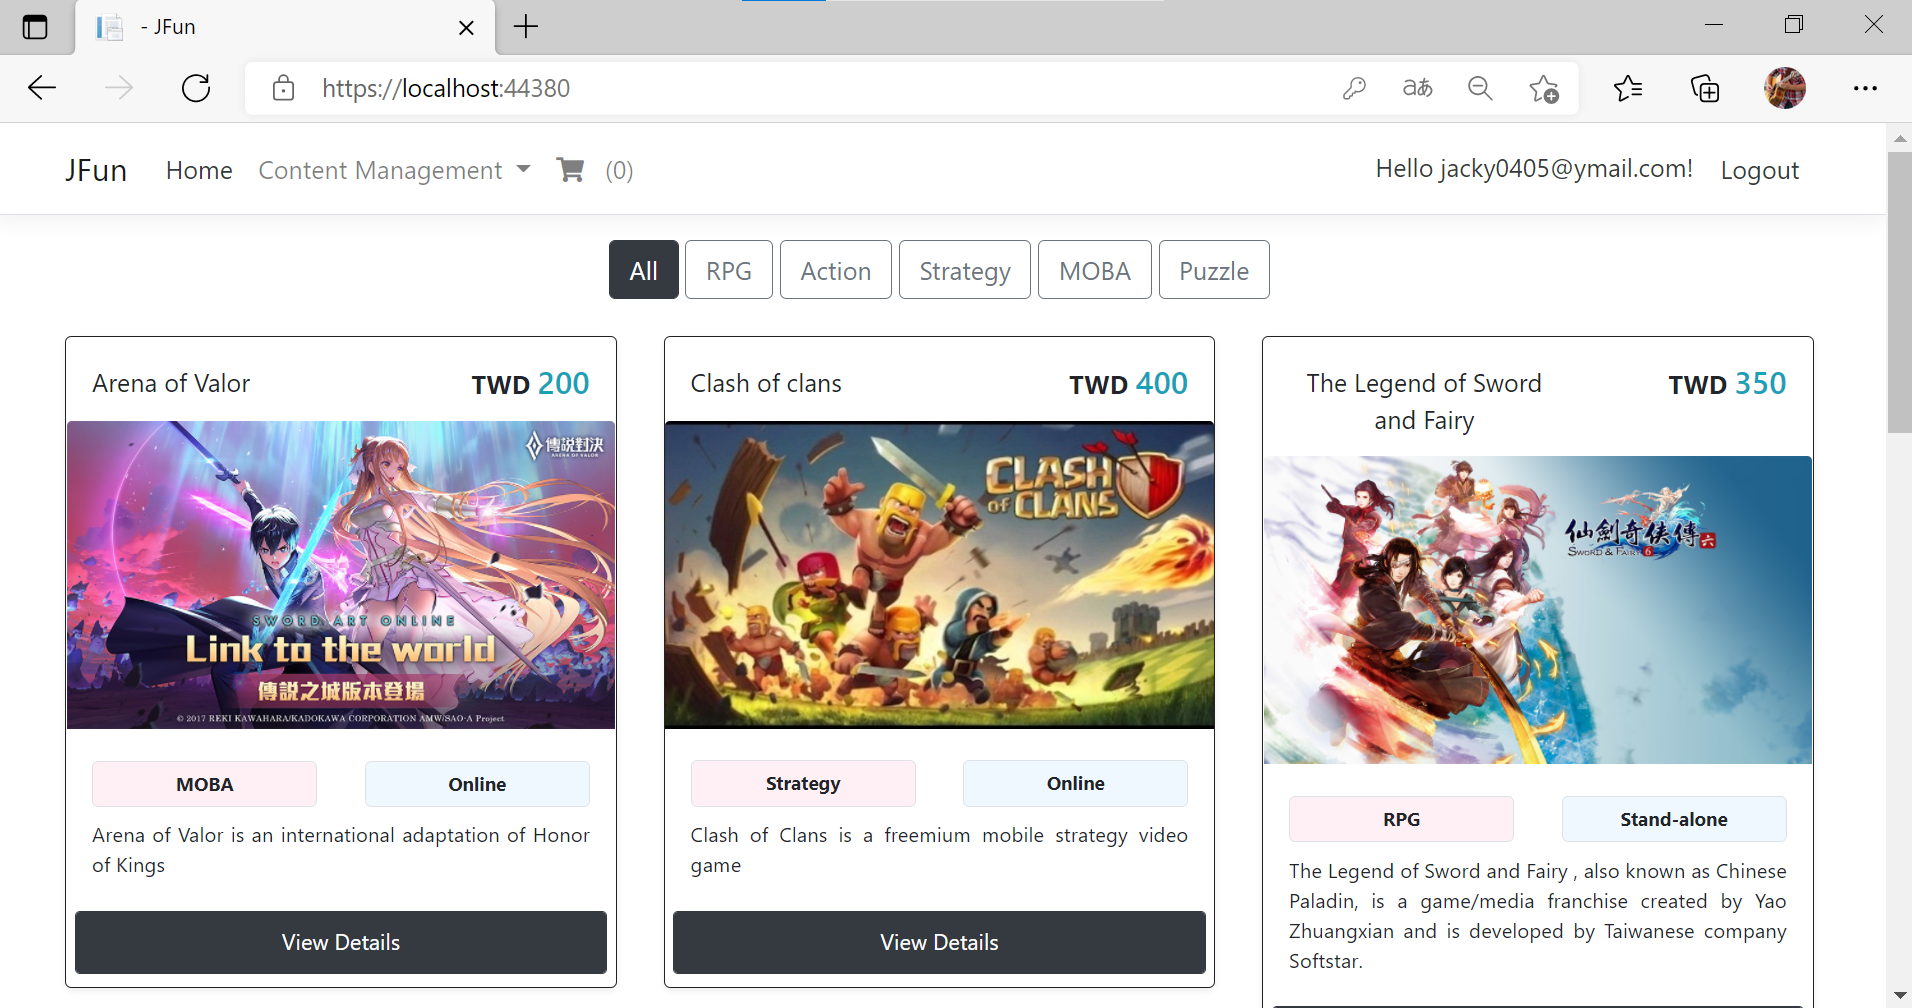 - JFun
https://localhost:44380
aあ
JFun
Home
Content Management
(0)
Hello jacky0405@ymail.com!
Logout
All
RPG
Action
Strategy
MOBA
Puzzle
Arena of Valor
TWD 200
傳說對決
ARENA OF VALOR
SWORD ART ONLINE
Link to the world
傳說之城版本登場
© 2017 REKI KAWAHARA/KADOKAWA CORPORATION AMW/SAO-A Project
MOBA
Online
Arena of Valor is an international adaptation of Honor
of Kings
View Details
Clash of clans
TWD 400
CLASH
OF CLANS
Strategy
Online
Clash of Clans is a freemium mobile strategy video
game
View Details
The Legend of Sword
and Fairy
TWD 350
仙劍奇俠傳六
SWORD & FAIRY 6
RPG
Stand-alone
The Legend of Sword and Fairy , also known as Chinese
Paladin, is a game/media franchise created by Yao
Zhuangxian and is developed by Taiwanese company
Softstar.